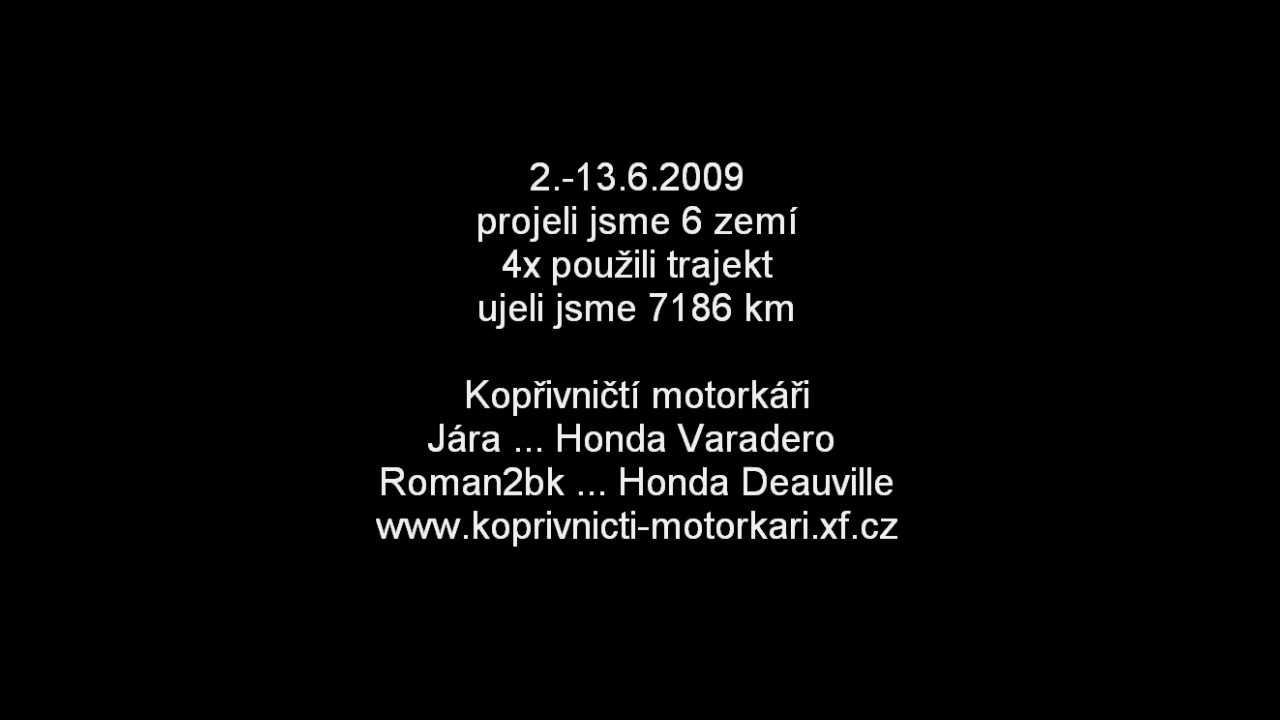 2.-13.6.2009
projeli jsme 6 zemí
4x použili trajekt
ujeli jsme 7186 km
Kopřivničtí motorkáři
Jára ... Honda Varadero
Roman2bk ... Honda Deauville
www.koprivnicti-motorkari.xf.cz